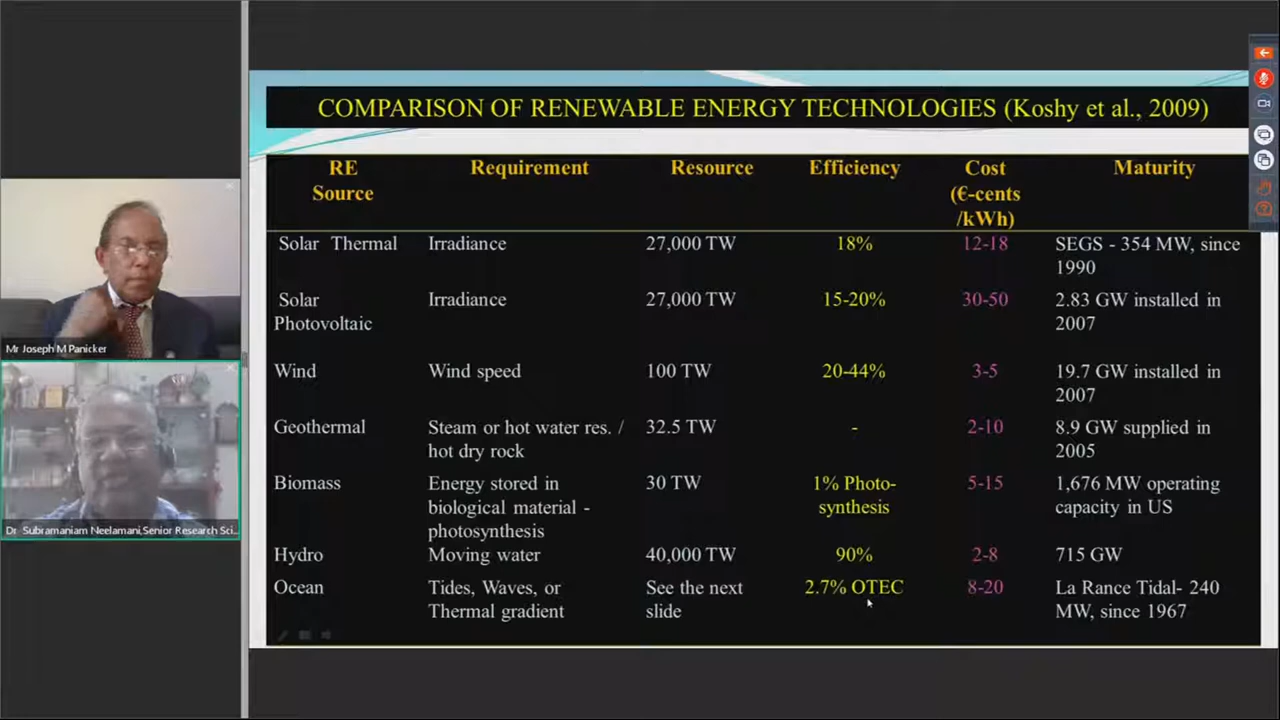 COMPARISON OF RENEWABLE ENERGY TECHNOLOGIES (Koshy et al., 2009)
RE Requirement Resource Efficiency Cost Maturity
Source (€-cents
/kWh)
Solar Thermal Irradiance 27,000 TW 18% 12-18 SEGS - 354 MW, since
1990
Solar Irradiance 27,000 TW 15-20% 30-50 2.83 GW installed in
Photovoltaic 2007
Wind Wind speed 100 TW 20-44% 3-5 19.7 GW installed in
2007
Geothermal Steam or hot water res. / 32.5 TW - 2-10 8.9 GW supplied in
hot dry rock 2005
Biomass Energy stored in 30 TW 1% Photo- 5-15 1,676 MW operating
biological material - synthesis capacity in US
photosynthesis
Hydro Moving water 40,000 TW 90% 2-8 715 GW
Ocean Tides, Waves, or See the next 2.7% OTEC 8-20 La Rance Tidal- 240
Thermal gradient slide MW, since 1967
Mr Joseph M Panicker
Dr Subramaniam Neelamani,Senior Research Sci...